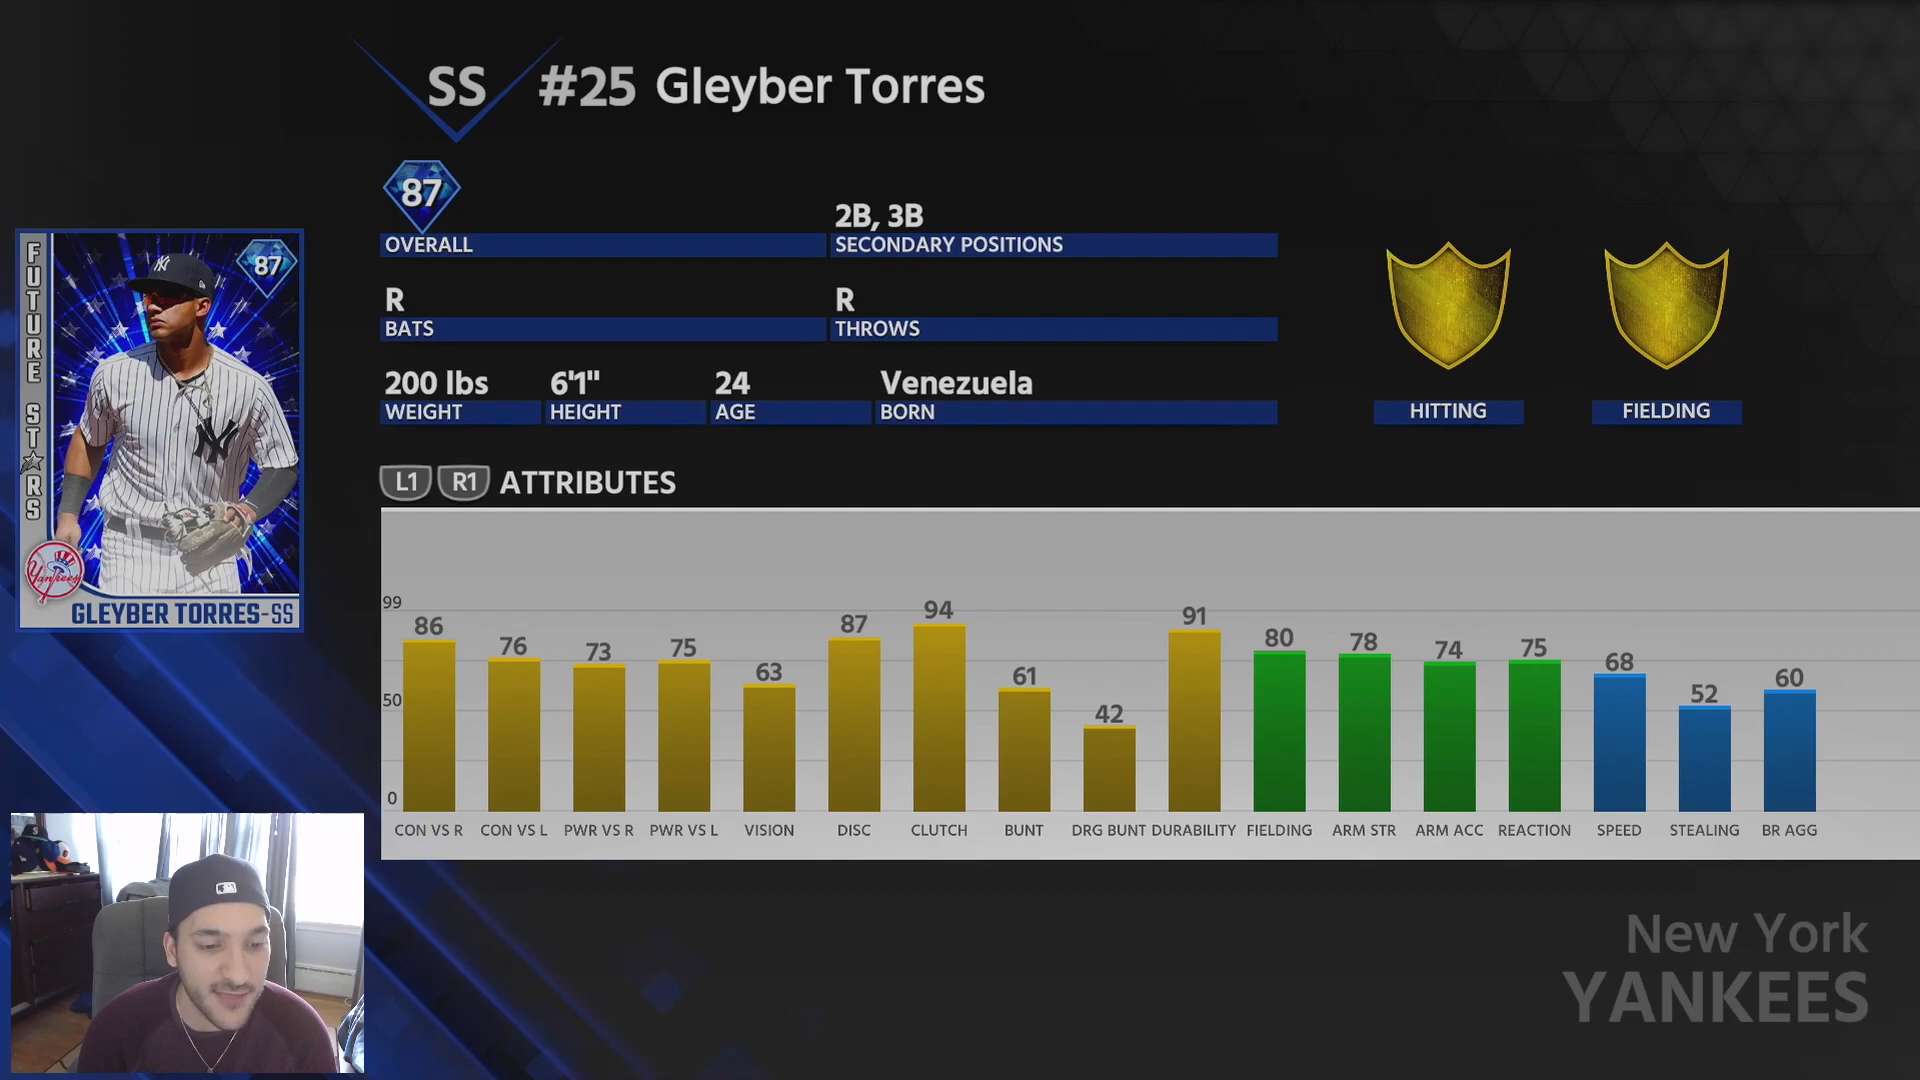 SS #25 Gleyber Torres
87
OVERALL
2B, 3B
SECONDARY POSITIONS
R
BATS
R
THROWS
200 lbs
WEIGHT
6'1"
HEIGHT
24
AGE
Venezuela
BORN
HITTING
FIELDING
FUTURE STARS
87
Yankees
GLEYBER TORRES-SS
L1 R1 ATTRIBUTES
99
50
0
86 76 73 75 63 87 94 61 42 91 80 78 74 75 68 52 60
CON VS R CON VS L PWR VS R PWR VS L VISION DISC CLUTCH BUNT DRG BUNT DURABILITY FIELDING ARM STR ARM ACC REACTION SPEED STEALING BR AGG
New York
YANKEES